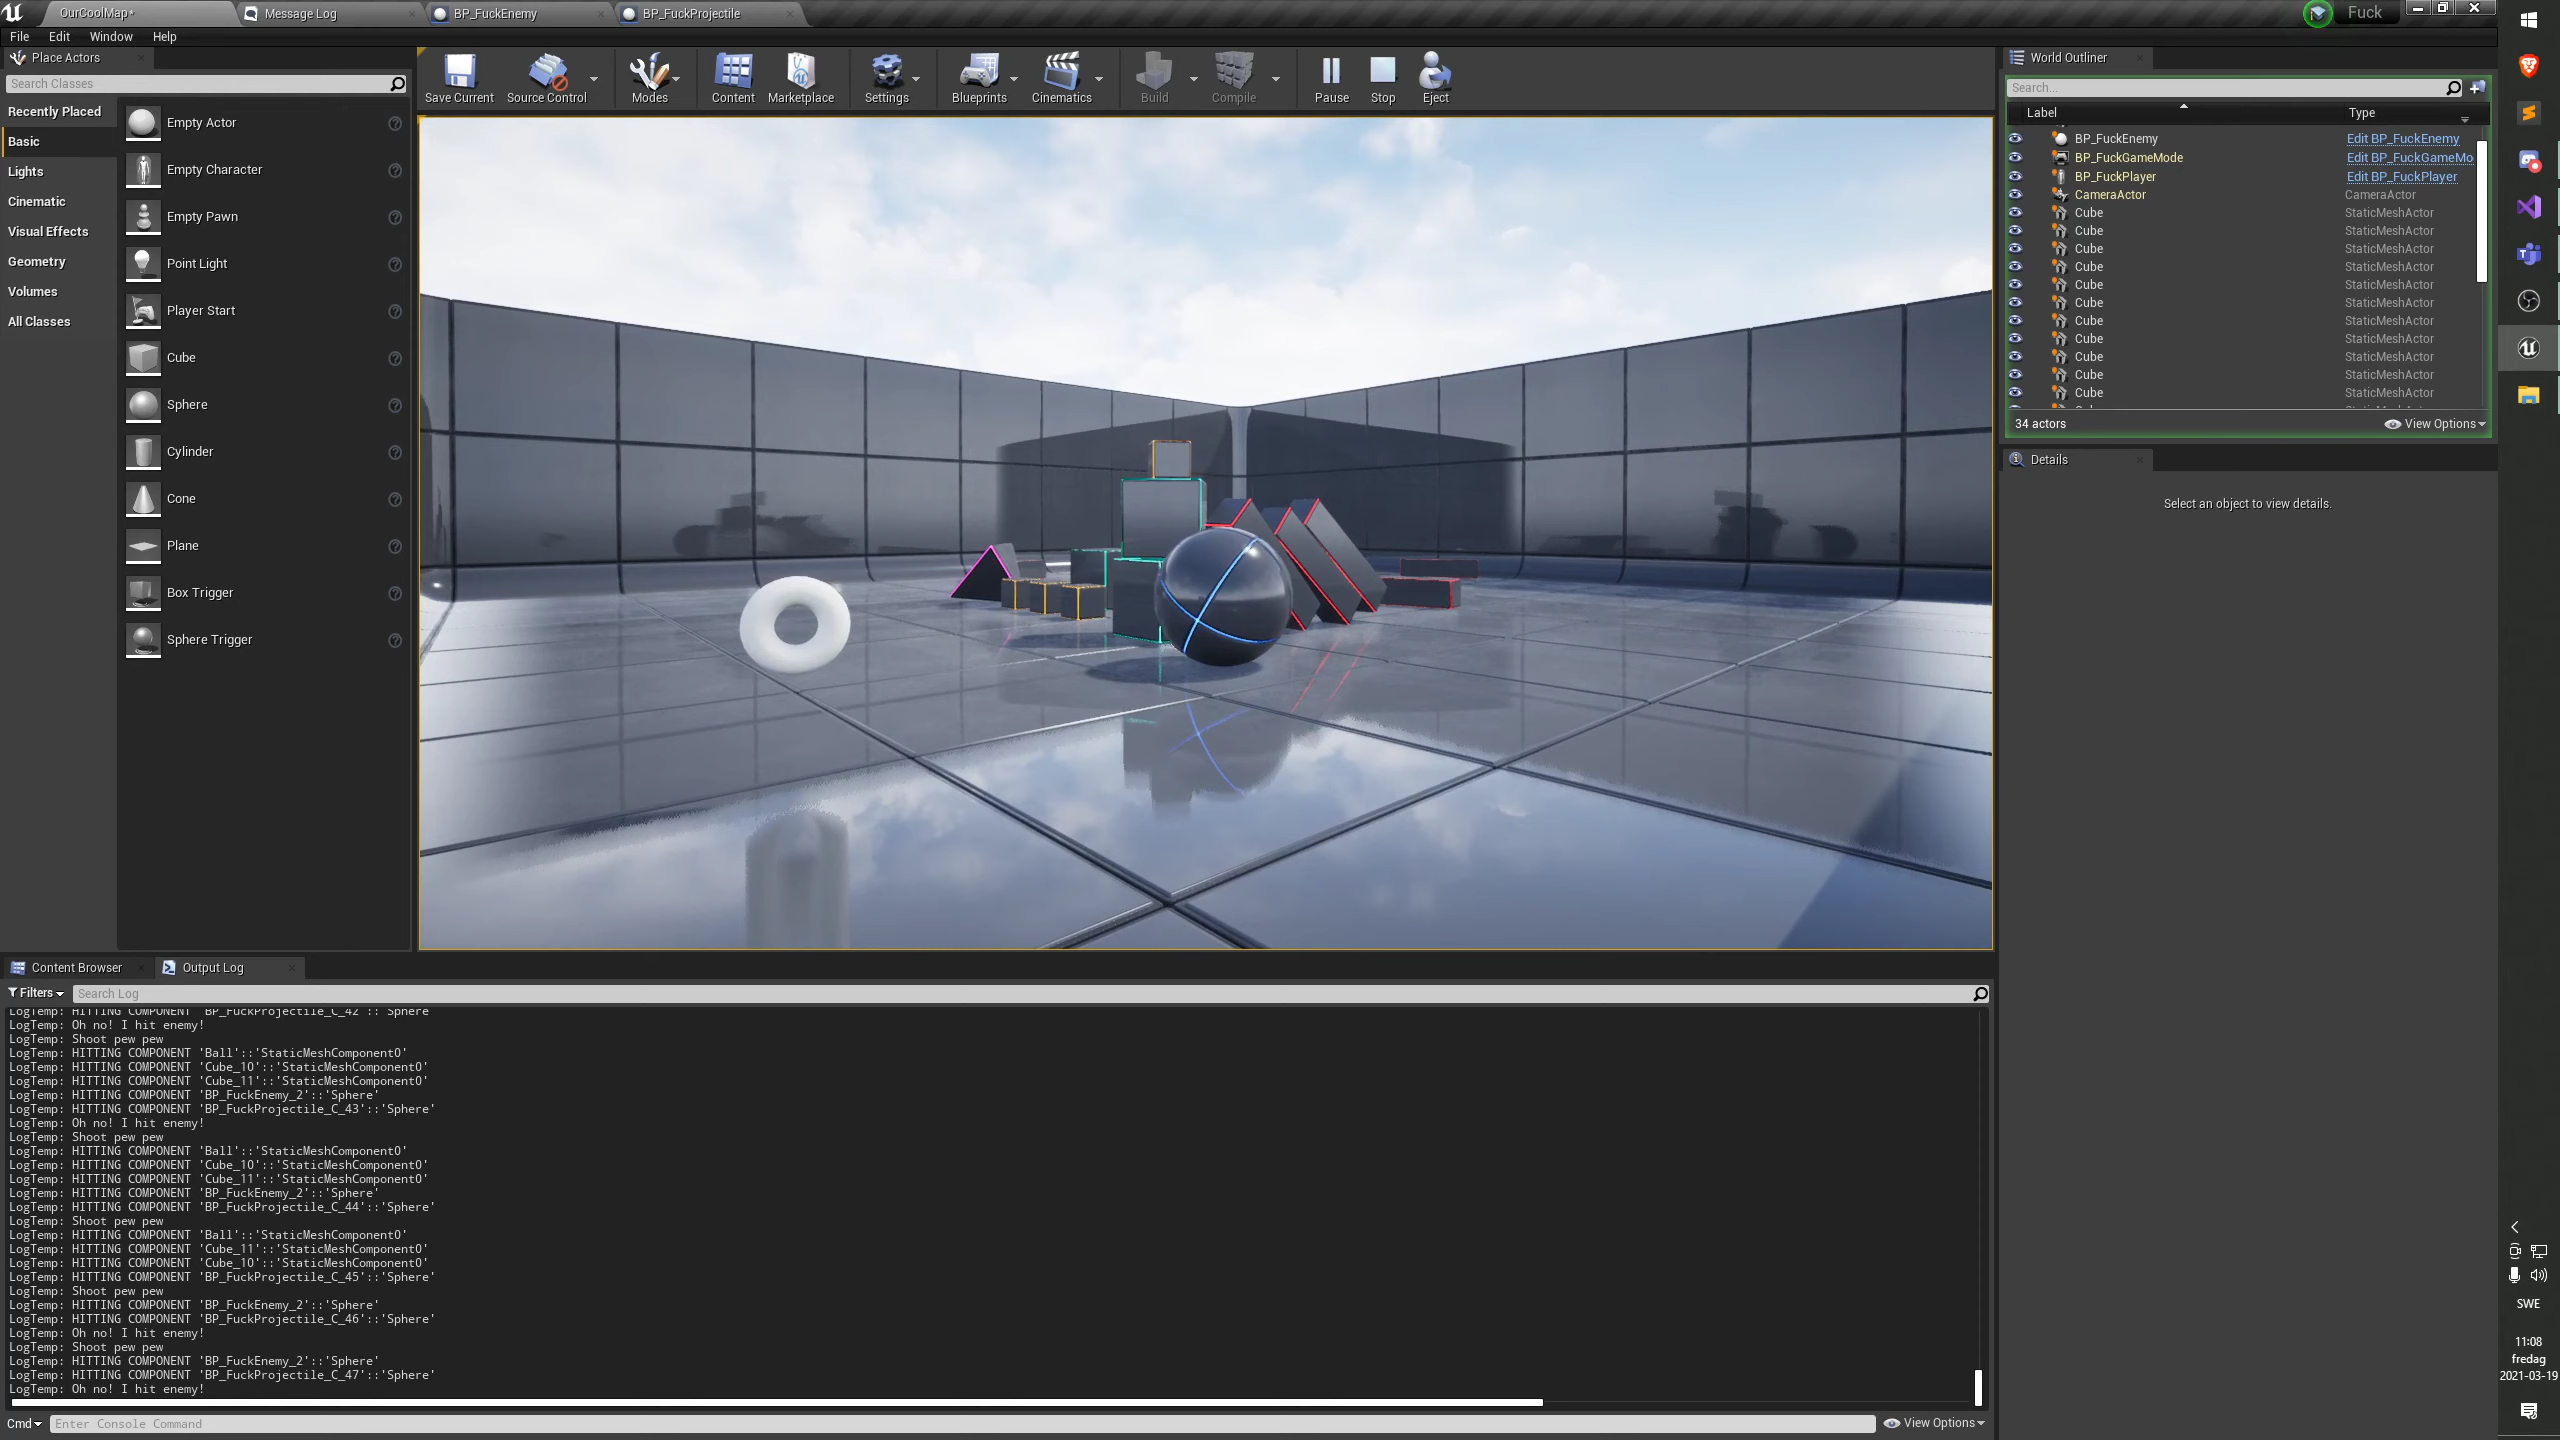 OurCoolMap*
Message Log
BP_FuckEnemy
BP_FuckProjectile
Fuck
File Edit Window Help
Place Actors
Search Classes
Recently Placed
Basic
Lights
Cinematic
Visual Effects
Geometry
Volumes
All Classes
Empty Actor
Empty Character
Empty Pawn
Point Light
Player Start
Cube
Sphere
Cylinder
Cone
Plane
Box Trigger
Sphere Trigger
Save Current Source Control Modes Content Marketplace Settings Blueprints Cinematics Build Compile Pause Stop Eject
World Outliner
Search...
Label Type
BP_FuckEnemy Edit BP_FuckEnemy
BP_FuckGameMode Edit BP_FuckGameMo
BP_FuckPlayer Edit BP_FuckPlayer
CameraActor CameraActor
Cube StaticMeshActor
Cube StaticMeshActor
Cube StaticMeshActor
Cube StaticMeshActor
Cube StaticMeshActor
Cube StaticMeshActor
Cube StaticMeshActor
Cube StaticMeshActor
Cube StaticMeshActor
Cube StaticMeshActor
Cube StaticMeshActor
34 actors View Options
Details
Select an object to view details.
Content Browser Output Log
Filters Search Log
LogTemp: HITTING COMPONENT 'BP_FuckProjectile_C_42'::'Sphere'
LogTemp: Oh no! I hit enemy!
LogTemp: Shoot pew pew
LogTemp: HITTING COMPONENT 'Ball'::'StaticMeshComponent0'
LogTemp: HITTING COMPONENT 'Cube_10'::'StaticMeshComponent0'
LogTemp: HITTING COMPONENT 'Cube_11'::'StaticMeshComponent0'
LogTemp: HITTING COMPONENT 'BP_FuckEnemy_2'::'Sphere'
LogTemp: HITTING COMPONENT 'BP_FuckProjectile_C_43'::'Sphere'
LogTemp: Oh no! I hit enemy!
LogTemp: Shoot pew pew
LogTemp: HITTING COMPONENT 'Ball'::'StaticMeshComponent0'
LogTemp: HITTING COMPONENT 'Cube_10'::'StaticMeshComponent0'
LogTemp: HITTING COMPONENT 'Cube_11'::'StaticMeshComponent0'
LogTemp: HITTING COMPONENT 'BP_FuckEnemy_2'::'Sphere'
LogTemp: HITTING COMPONENT 'BP_FuckProjectile_C_44'::'Sphere'
LogTemp: Shoot pew pew
LogTemp: HITTING COMPONENT 'Ball'::'StaticMeshComponent0'
LogTemp: HITTING COMPONENT 'Cube_11'::'StaticMeshComponent0'
LogTemp: HITTING COMPONENT 'Cube_10'::'StaticMeshComponent0'
LogTemp: HITTING COMPONENT 'BP_FuckProjectile_C_45'::'Sphere'
LogTemp: Shoot pew pew
LogTemp: HITTING COMPONENT 'BP_FuckEnemy_2'::'Sphere'
LogTemp: HITTING COMPONENT 'BP_FuckProjectile_C_46'::'Sphere'
LogTemp: Oh no! I hit enemy!
LogTemp: Shoot pew pew
LogTemp: HITTING COMPONENT 'BP_FuckEnemy_2'::'Sphere'
LogTemp: HITTING COMPONENT 'BP_FuckProjectile_C_47'::'Sphere'
LogTemp: Oh no! I hit enemy!
Cmd Enter Console Command View Options
SWE
11:08
fredag
2021-03-19